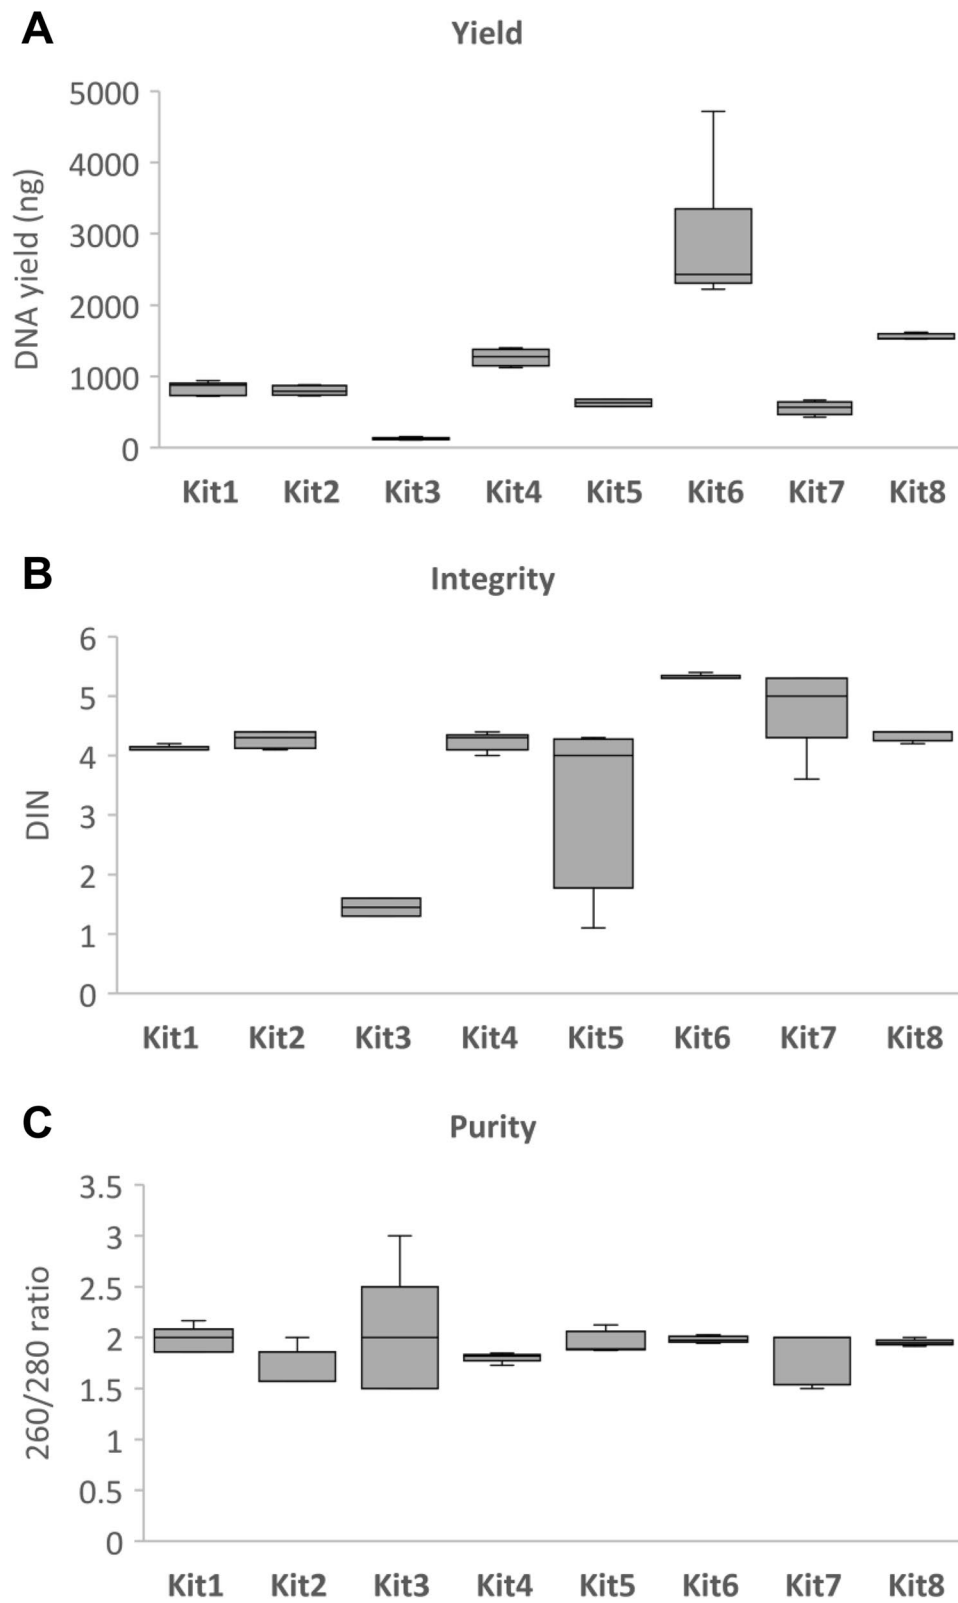 A
Yield
DNA yield (ng)
5000
4000
3000
2000
1000
0
Kit1 Kit2 Kit3 Kit4 Kit5 Kit6 Kit7 Kit8
B
Integrity
DIN
6
5
4
3
2
1
0
Kit1 Kit2 Kit3 Kit4 Kit5 Kit6 Kit7 Kit8
C
Purity
260/280 ratio
3.5
3
2.5
2
1.5
1
0.5
0
Kit1 Kit2 Kit3 Kit4 Kit5 Kit6 Kit7 Kit8